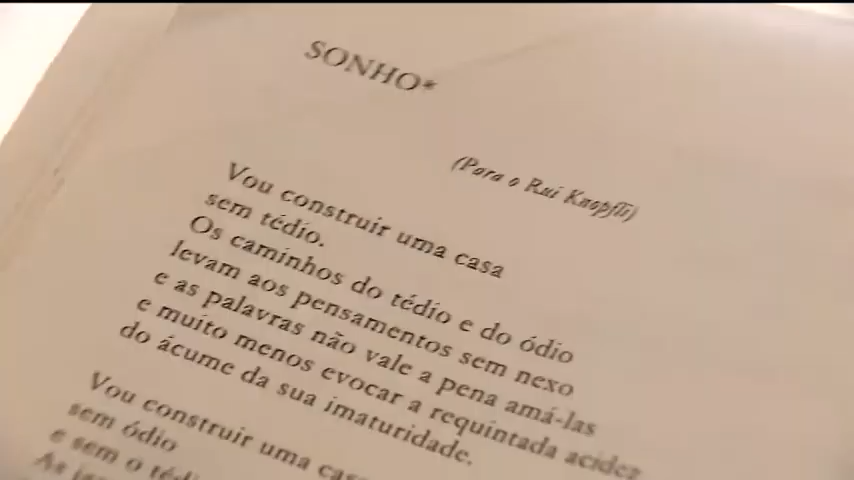 SONHO*
(Para o Rui Knopfli)
Vou construir uma casa
sem tédio.
Os caminhos do tédio e do ódio
levam aos pensamentos sem nexo
e as palavras não vale a pena amá-las
e muito menos evocar a requintada acidez
do ácume da sua imaturidade.
Vou construir uma casa
sem ódio
e sem o tédio
As